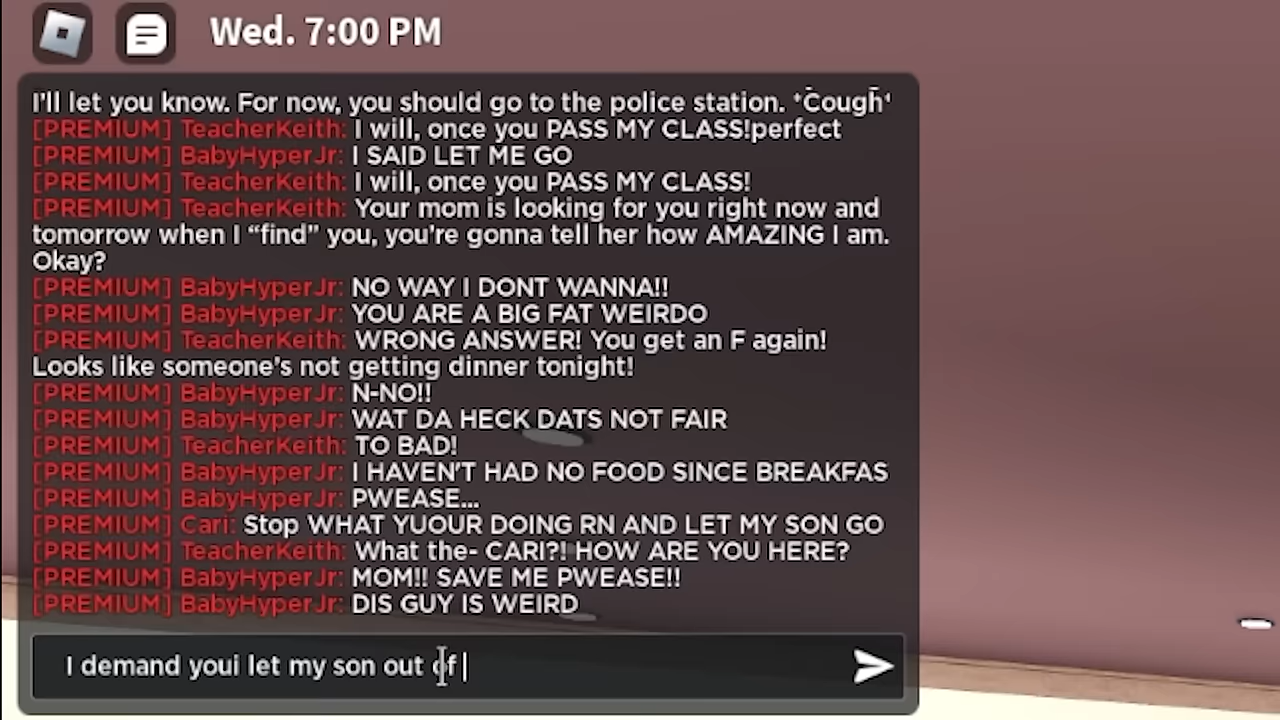 Wed. 7:00 PM
I'll let you know. For now, you should go to the police station. *Cough*
[PREMIUM] TeacherKeith: I will, once you PASS MY CLASS!perfect
[PREMIUM] BabyHyperJr: I SAID LET ME GO
[PREMIUM] TeacherKeith: I will, once you PASS MY CLASS!
[PREMIUM] TeacherKeith: Your mom is looking for you right now and
tomorrow when I “find” you, you're gonna tell her how AMAZING I am.
Okay?
[PREMIUM] BabyHyperJr: NO WAY I DONT WANNA!!
[PREMIUM] BabyHyperJr: YOU ARE A BIG FAT WEIRDO
[PREMIUM] TeacherKeith: WRONG ANSWER! You get an F again!
Looks like someone's not getting dinner tonight!
[PREMIUM] BabyHyperJr: N-NO!!
[PREMIUM] BabyHyperJr: WAT DA HECK DATS NOT FAIR
[PREMIUM] TeacherKeith: TO BAD!
[PREMIUM] BabyHyperJr: I HAVEN'T HAD NO FOOD SINCE BREAKFAS
[PREMIUM] BabyHyperJr: PWEASE...
[PREMIUM] Cari: Stop WHAT YUOUR DOING RN AND LET MY SON GO
[PREMIUM] TeacherKeith: What the- CARI?! HOW ARE YOU HERE?
[PREMIUM] BabyHyperJr: MOM!! SAVE ME PWEASE!!
[PREMIUM] BabyHyperJr: DIS GUY IS WEIRD
I demand youi let my son out of